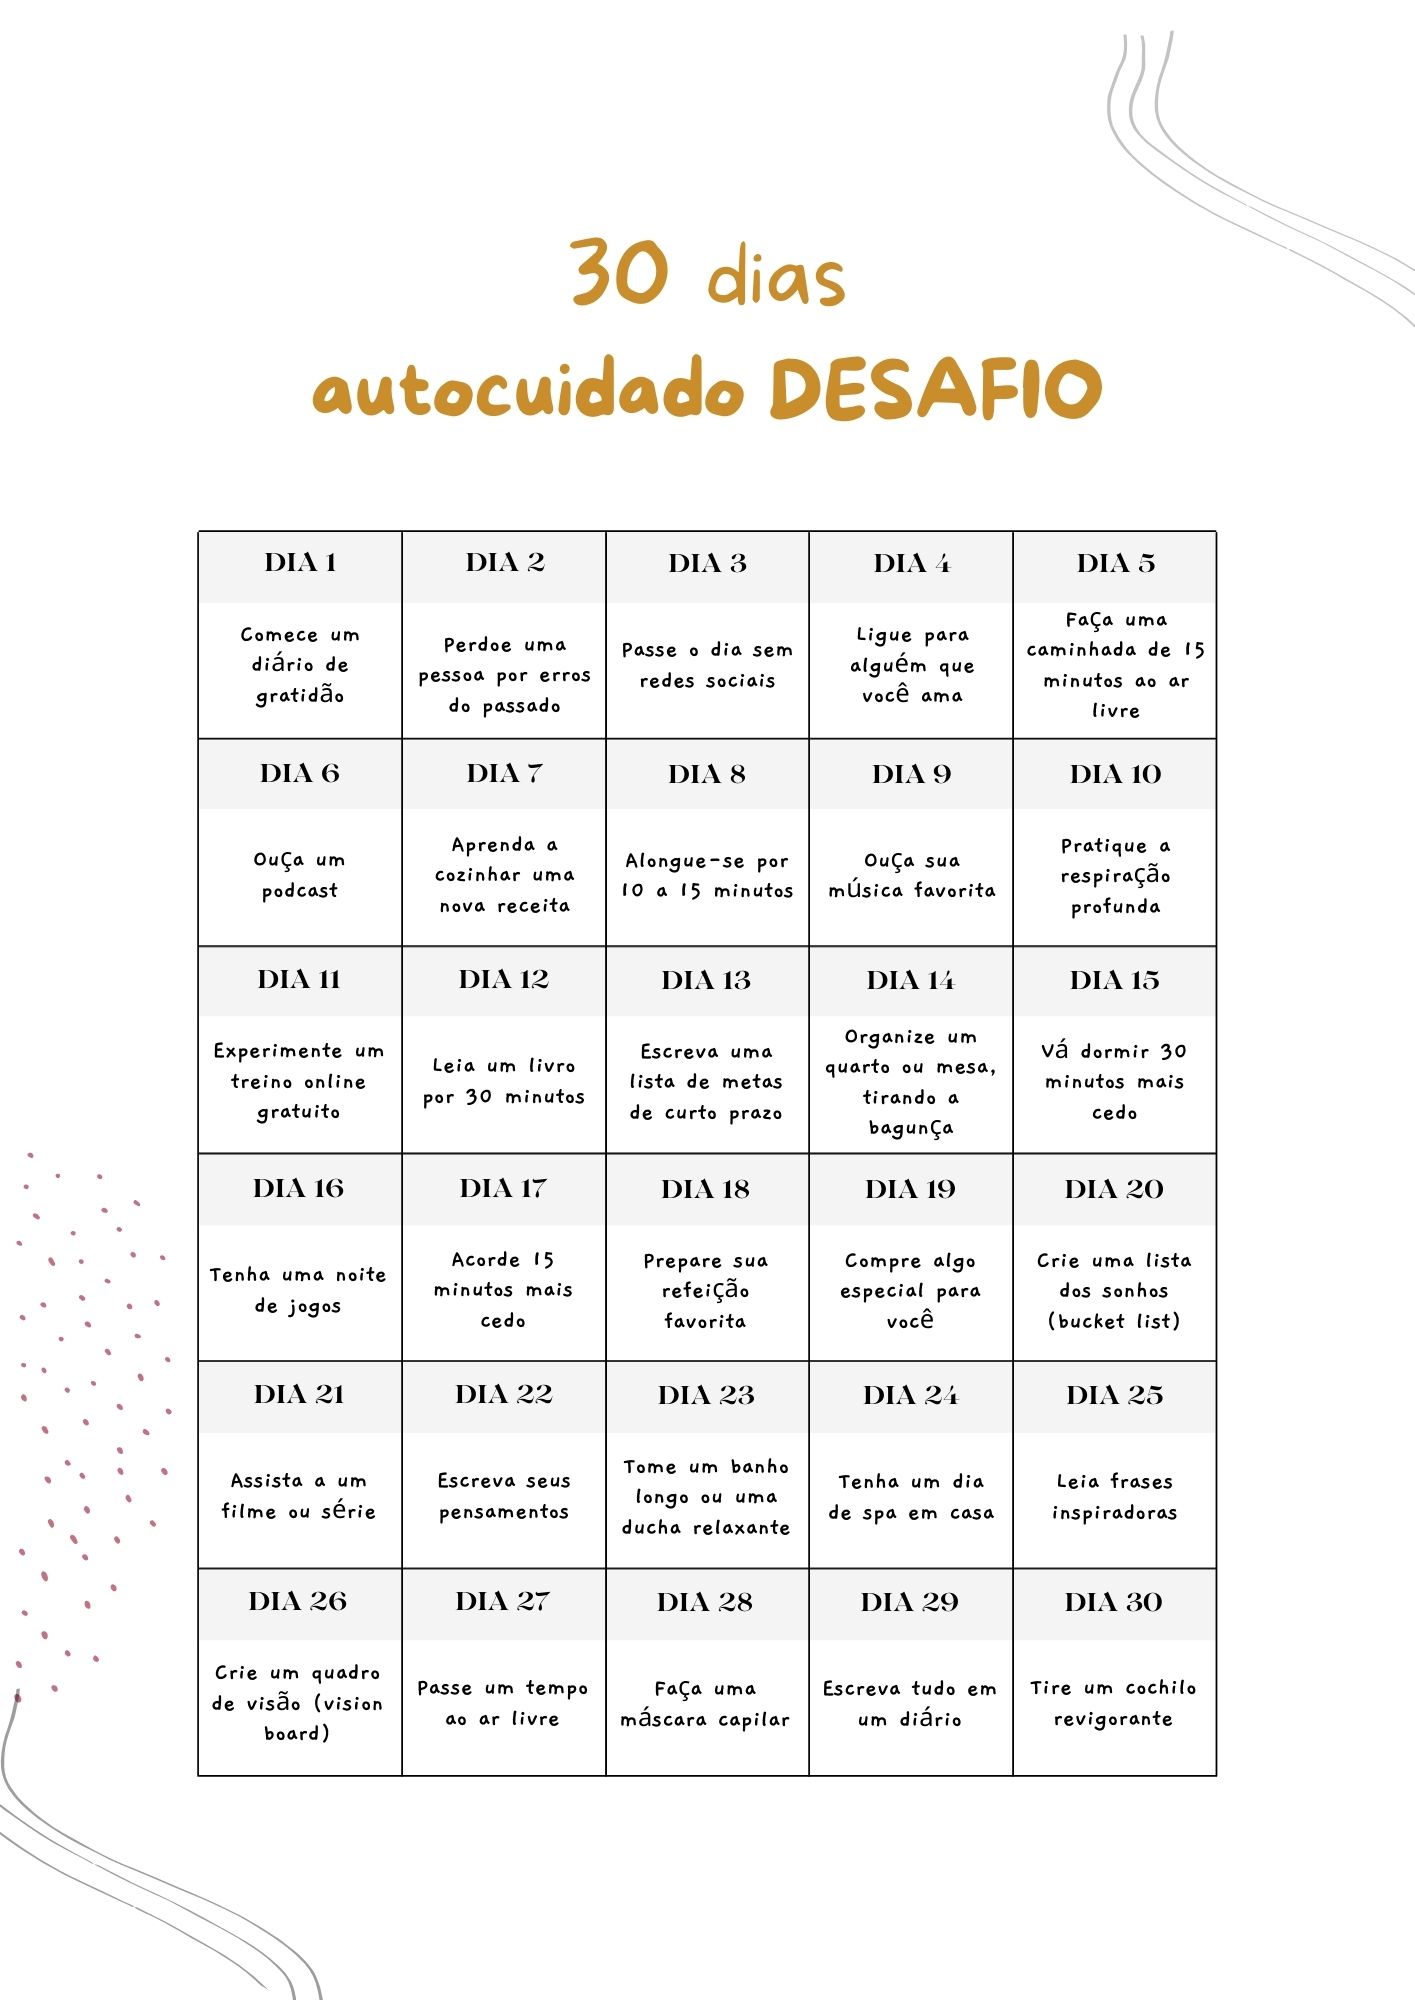 30 dias
autocuidado DESAFIO
DIA 1
Comece um
diário de
gratidão
DIA 2
Perdoe uma
pessoa por erros
do passado
DIA 3
Passe o dia sem
redes sociais
DIA 4
Ligue para
alguém que
você ama
DIA 5
Faça uma
caminhada de 15
minutos ao ar
livre
DIA 6
Ouça um
podcast
DIA 7
Aprenda a
cozinhar uma
nova receita
DIA 8
Alongue-se por
10 a 15 minutos
DIA 9
Ouça sua
música favorita
DIA 10
Pratique a
respiração
profunda
DIA 11
Experimente um
treino online
gratuito
DIA 12
Leia um livro
por 30 minutos
DIA 13
Escreva uma
lista de metas
de curto prazo
DIA 14
Organize um
quarto ou mesa,
tirando a
bagunça
DIA 15
Vá dormir 30
minutos mais
cedo
DIA 16
Tenha uma noite
de jogos
DIA 17
Acorde 15
minutos mais
cedo
DIA 18
Prepare sua
refeição
favorita
DIA 19
Compre algo
especial para
você
DIA 20
Crie uma lista
dos sonhos
(bucket list)
DIA 21
Assista a um
filme ou série
DIA 22
Escreva seus
pensamentos
DIA 23
Tome um banho
longo ou uma
ducha relaxante
DIA 24
Tenha um dia
de spa em casa
DIA 25
Leia frases
inspiradoras
DIA 26
Crie um quadro
de visão (vision
board)
DIA 27
Passe um tempo
ao ar livre
DIA 28
Faça uma
máscara capilar
DIA 29
Escreva tudo em
um diário
DIA 30
Tire um cochilo
revigorante